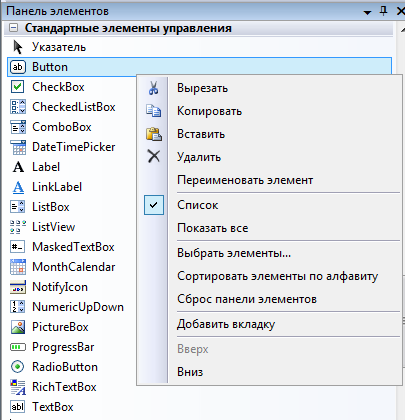 Панель элементов
Стандартные элементы управления
Указатель
Button
CheckBox
CheckedListBox
ComboBox
DateTimePicker
Label
LinkLabel
ListBox
ListView
MaskedTextBox
MonthCalendar
NotifyIcon
NumericUpDown
PictureBox
ProgressBar
RadioButton
RichTextBox
TextBox
Вырезать
Копировать
Вставить
Удалить
Переименовать элемент
Список
Показать все
Выбрать элементы...
Сортировать элементы по алфавиту
Сброс панели элементов
Добавить вкладку
Вверх
Вниз